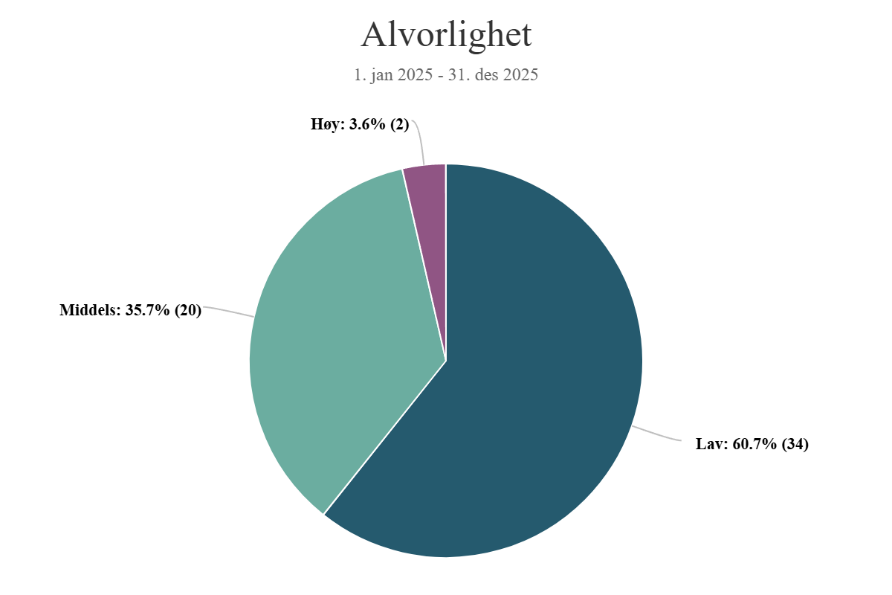 Alvorlighet
1. jan 2025 - 31. des 2025
Høy: 3.6% (2)
Middels: 35.7% (20)
Lav: 60.7% (34)